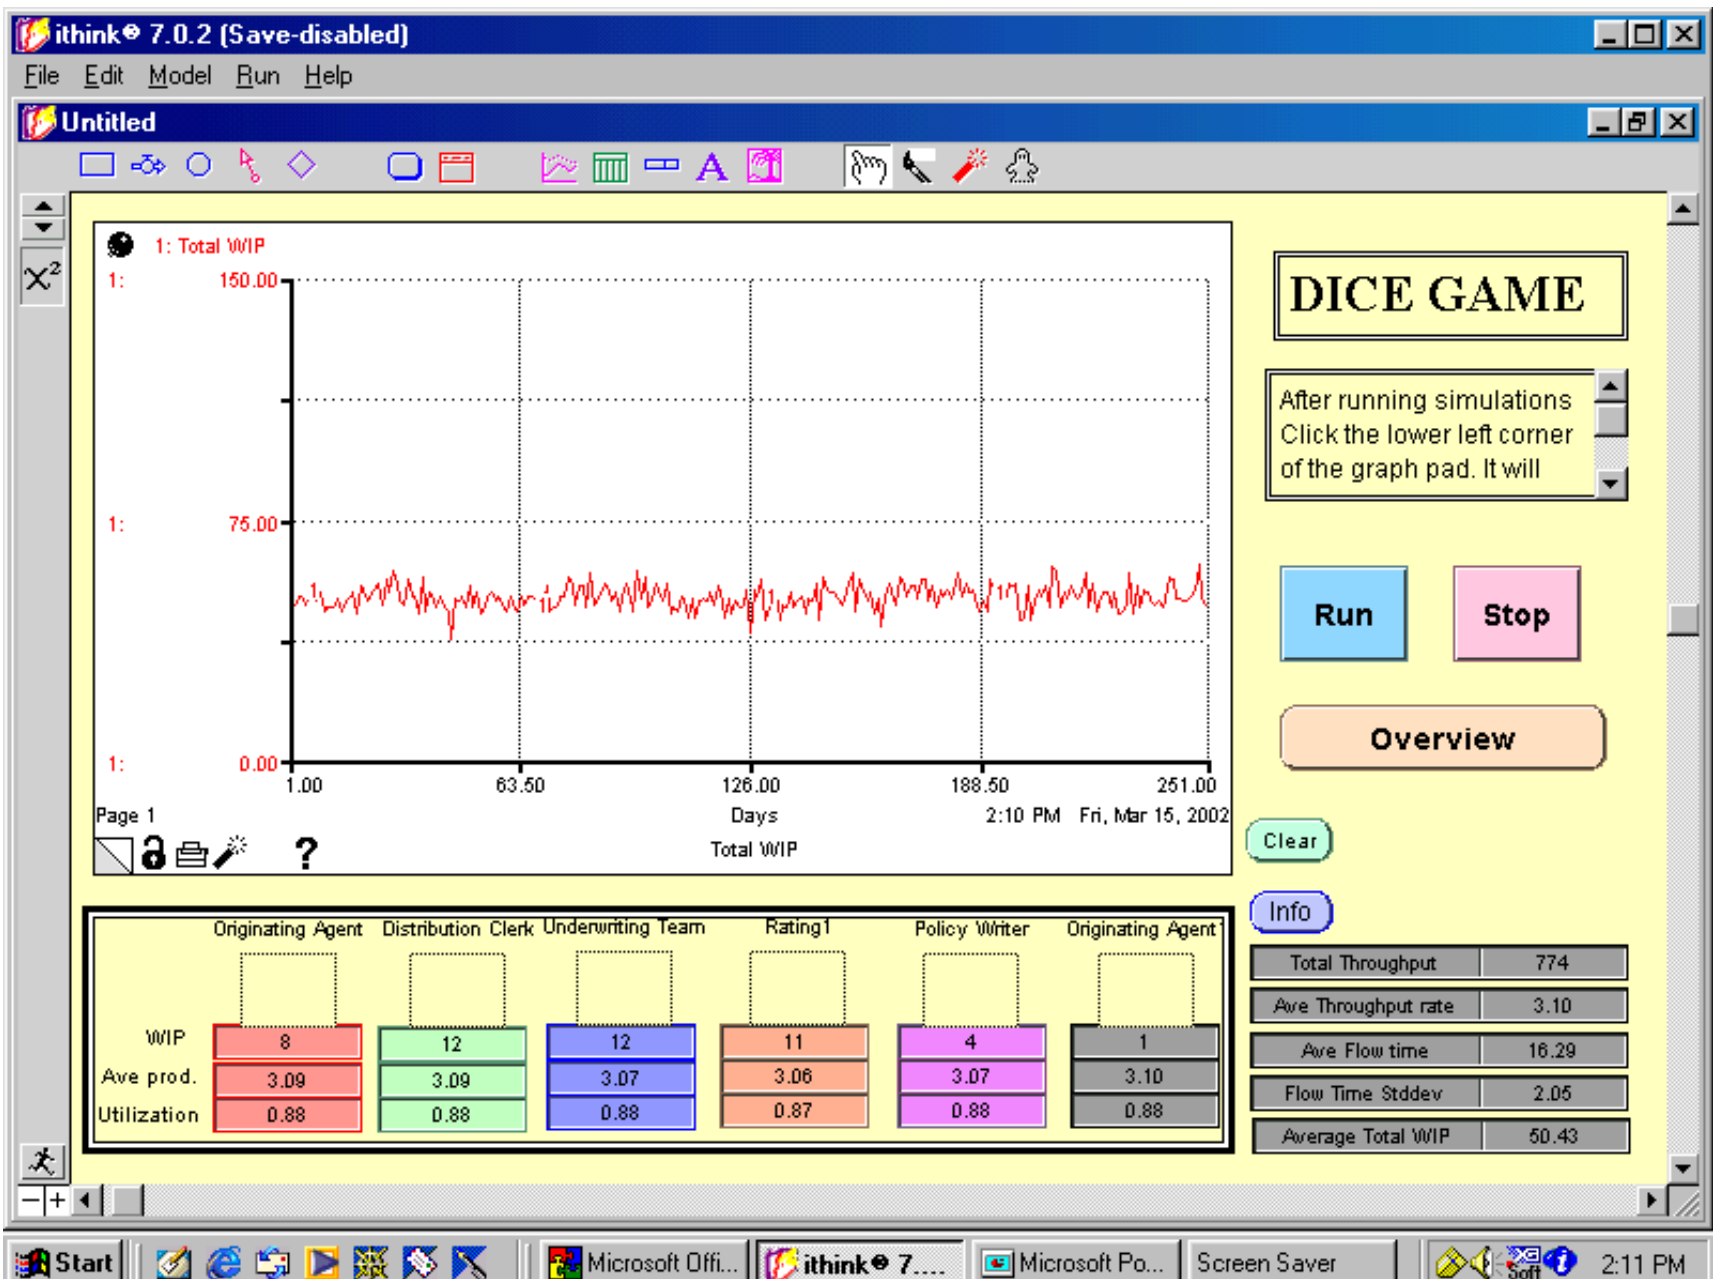 ithink® 7.0.2 (Save-disabled)
File Edit Model Run Help
Untitled
A
X²
1: Total WIP
1: 150.00
1: 75.00
1: 0.00
1.00 63.50 126.00 188.50 251.00
Page 1 Days 2:10 PM Fri, Mar 15, 2002
? Total WIP
DICE GAME
After running simulations
Click the lower left corner
of the graph pad. It will
Run Stop
Overview
Clear
Info
Originating Agent Distribution Clerk Underwriting Team Rating1 Policy Writer Originating Agent1
WIP 8 12 12 11 4 1
Ave prod. 3.09 3.09 3.07 3.06 3.07 3.10
Utilization 0.88 0.88 0.88 0.87 0.88 0.88
Total Throughput 774
Ave Throughput rate 3.10
Ave Flow time 16.29
Flow Time Stddev 2.05
Average Total WIP 50.43
Start Microsoft Offi... ithink® 7.... Microsoft Po... Screen Saver 2:11 PM